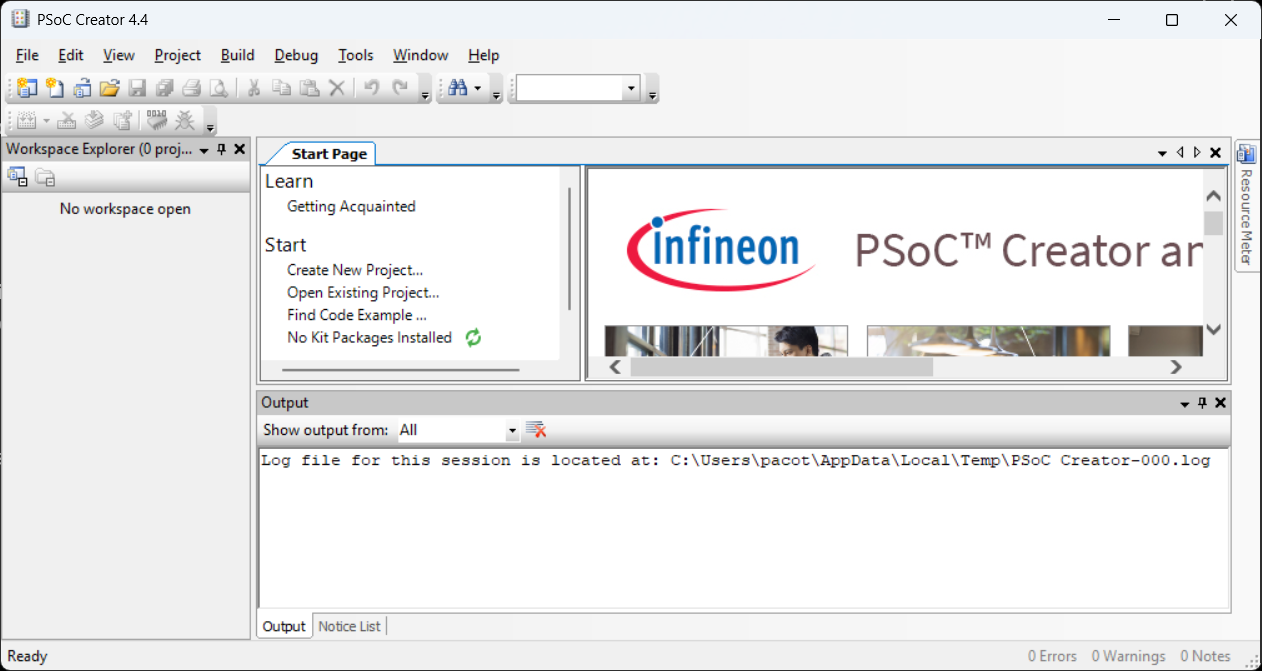 PSoC Creator 4.4
File Edit View Project Build Debug Tools Window Help
0010
Workspace Explorer (0 proj...
No workspace open
Start Page
Learn
Getting Acquainted
Start
Create New Project...
Open Existing Project...
Find Code Example ...
No Kit Packages Installed
infineon
PSoC™ Creator an
Resource Meter
Output
Show output from: All
Log file for this session is located at: C:\Users\pacot\AppData\Local\Temp\PSoC Creator-000.log
Output Notice List
Ready
0 Errors 0 Warnings 0 Notes